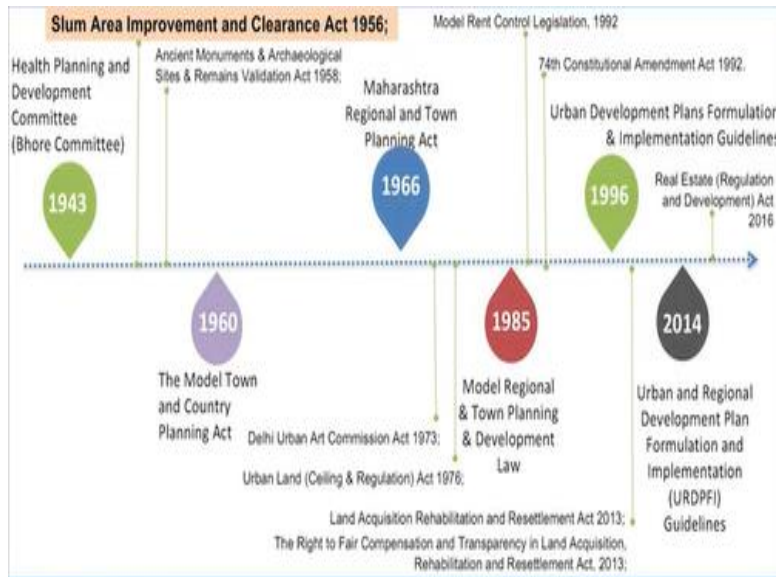 Slum Area Improvement and Clearance Act 1956;
Model Rent Control Legislation, 1992
Health Planning and
Development
Committee
(Bhore Committee)
Ancient Monuments & Archaeological
Sites & Remains Validation Act 1958;
Maharashtra
Regional and Town
Planning Act
74th Constitutional Amendment Act 1992.
Urban Development Plans Formulation
& Implementation Guidelines
Real Estate (Regulation
and Development) Act
2016
1943
1966
1996
1960
1985
2014
The Model Town
and Country
Planning Act
Delhi Urban Art Commission Act 1973;
Urban Land (Ceiling & Regulation) Act 1976;
Model Regional
& Town Planning
& Development
Law
Urban and Regional
Development Plan
Formulation and
Implementation
(URDPFI)
Guidelines
Land Acquisition Rehabilitation and Resettlement Act 2013;
The Right to Fair Compensation and Transparency in Land Acquisition,
Rehabilitation and Resettlement Act, 2013;